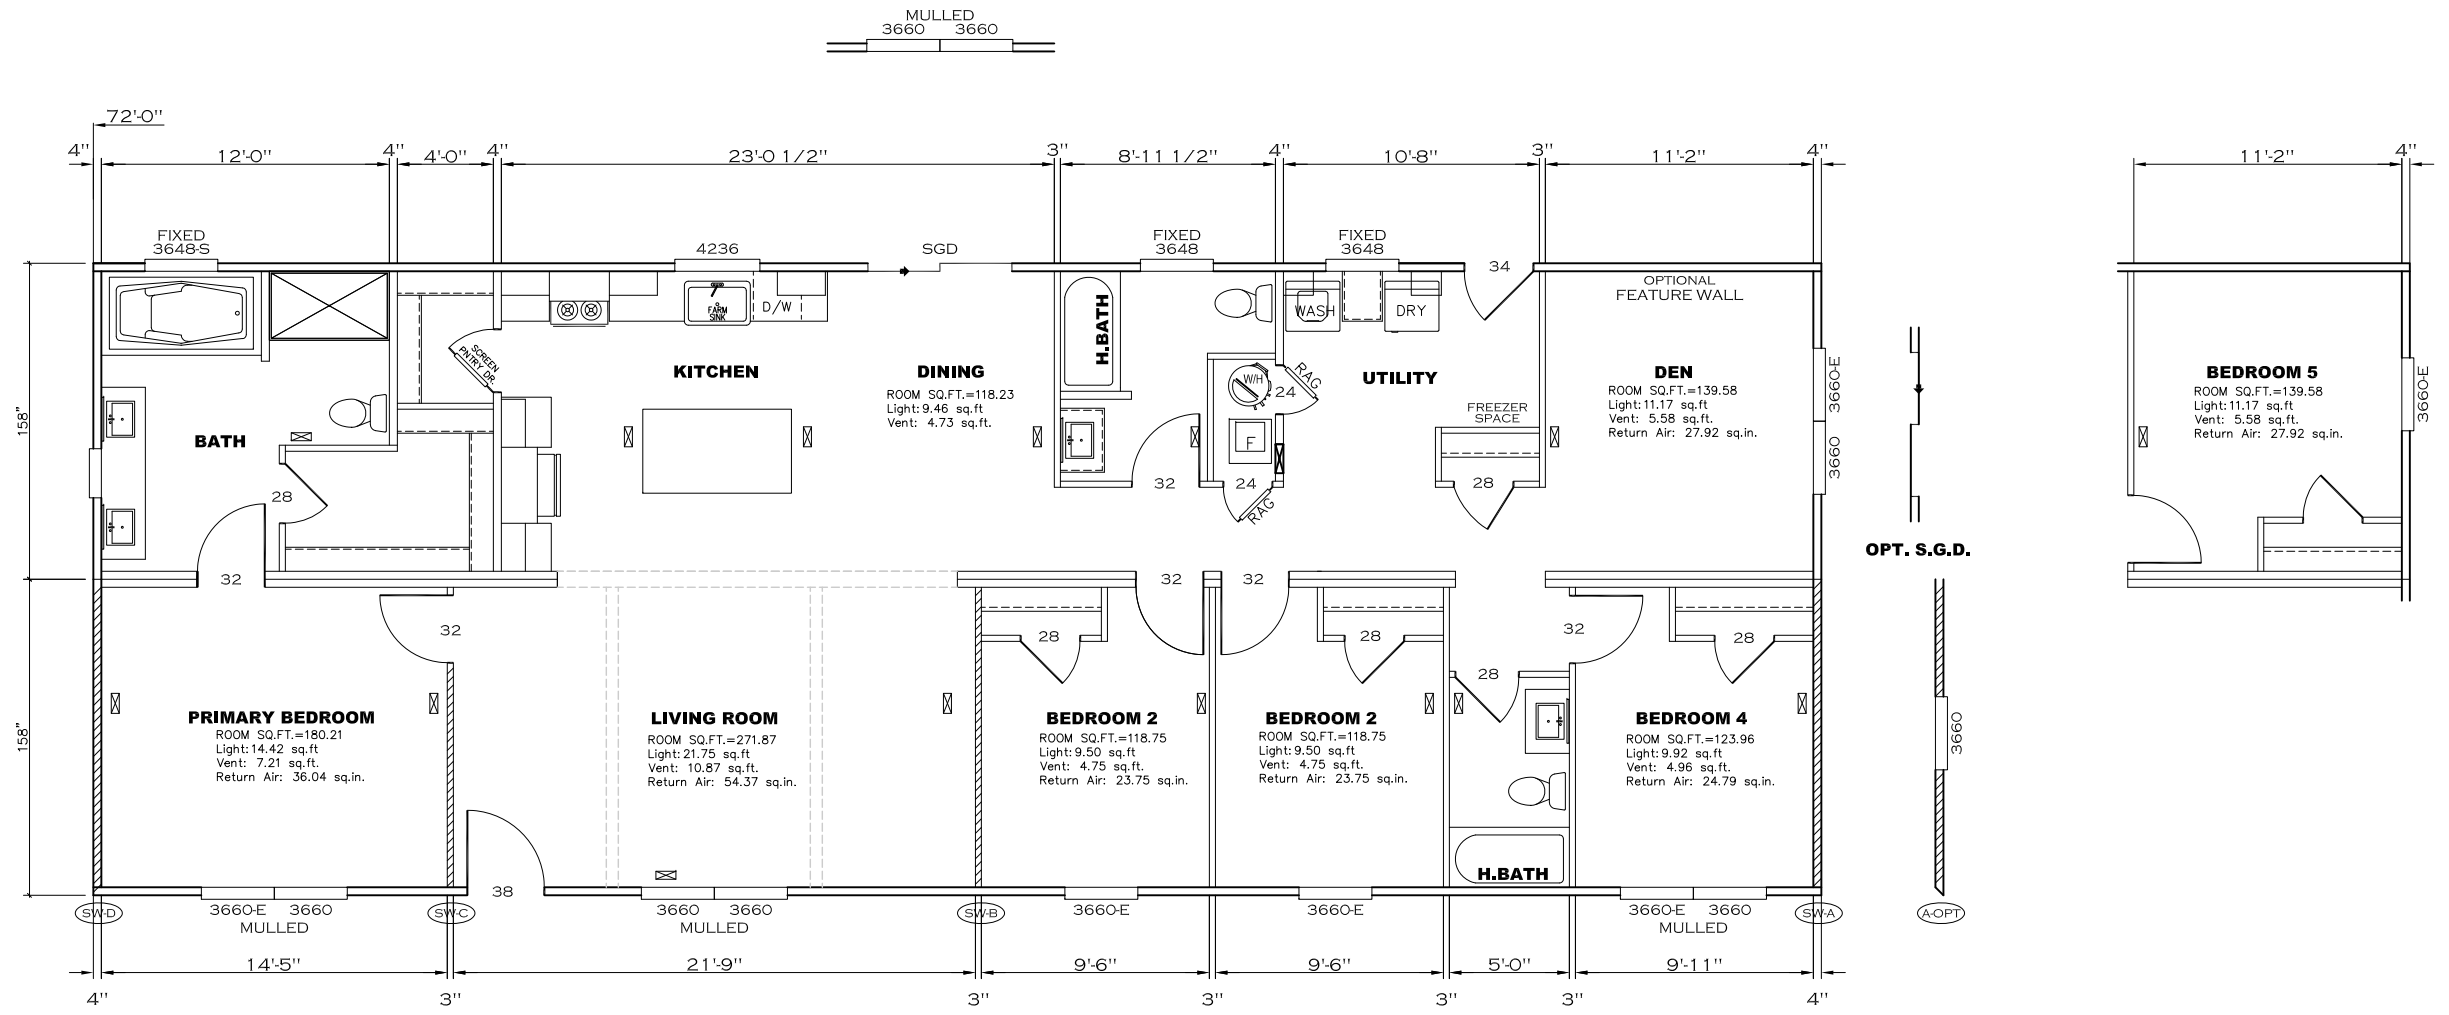 MULLED
3660 3660
72'-0"
4" 12'-0" 4" 4'-0" 4" 23'-0 1/2" 3" 8'-11 1/2" 4" 10'-8" 3" 11'-2" 4"
11'-2" 4"
FIXED
3648-S
4236
SGD
FIXED
3648
FIXED
3648
34
OPTIONAL
FEATURE WALL
FARM
SINK
D/W
H.BATH
WASH
DRY
SCREEN
PNTRY DR.
KITCHEN
DINING
ROOM SQ.FT.=118.23
Light: 9.46 sq.ft
Vent: 4.73 sq.ft.
W/H
24
RAG
UTILITY
FREEZER
SPACE
DEN
ROOM SQ.FT.=139.58
Light: 11.17 sq.ft
Vent: 5.58 sq.ft.
Return Air: 27.92 sq.in.
3660-E
3660
BEDROOM 5
ROOM SQ.FT.=139.58
Light: 11.17 sq.ft
Vent: 5.58 sq.ft.
Return Air: 27.92 sq.in.
3660-E
158"
BATH
F
28
32
24
RAG
28
OPT. S.G.D.
32
32
32
32
28
28
32
28
28
158"
PRIMARY BEDROOM
ROOM SQ.FT.=180.21
Light: 14.42 sq.ft
Vent: 7.21 sq.ft.
Return Air: 36.04 sq.in.
LIVING ROOM
ROOM SQ.FT.=271.87
Light: 21.75 sq.ft
Vent: 10.87 sq.ft.
Return Air: 54.37 sq.in.
BEDROOM 2
ROOM SQ.FT.=118.75
Light: 9.50 sq.ft
Vent: 4.75 sq.ft.
Return Air: 23.75 sq.in.
BEDROOM 2
ROOM SQ.FT.=118.75
Light: 9.50 sq.ft
Vent: 4.75 sq.ft.
Return Air: 23.75 sq.in.
BEDROOM 4
ROOM SQ.FT.=123.96
Light: 9.92 sq.ft
Vent: 4.96 sq.ft.
Return Air: 24.79 sq.in.
3660
H.BATH
38
SW-D
3660-E 3660
MULLED
SW-C
3660 3660
MULLED
SW-B
3660-E
3660-E
3660-E 3660
MULLED
SW-A
A-OPT
14'-5" 21'-9" 9'-6" 9'-6" 5'-0" 9'-11"
4" 3" 3" 3" 3" 3" 4"